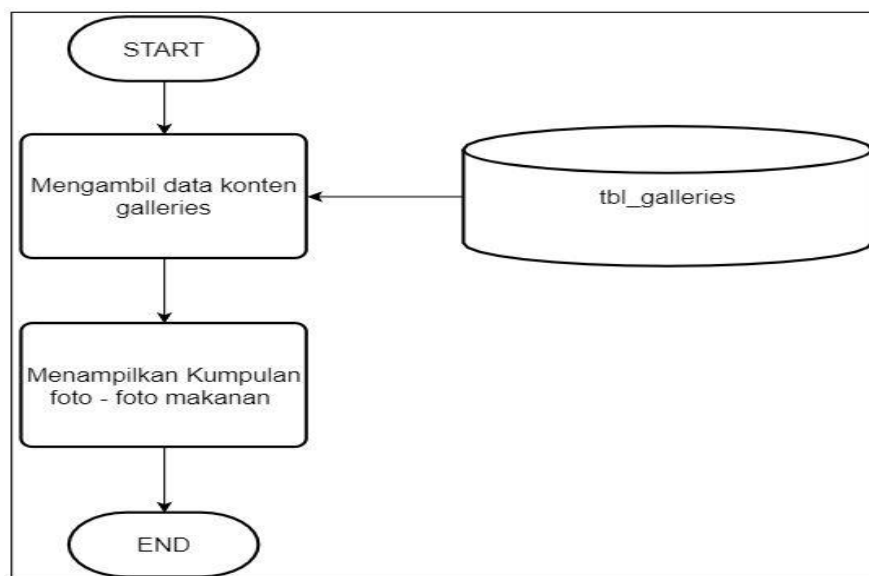 START
Mengambil data konten
galleries
tbl_galleries
Menampilkan Kumpulan
foto - foto makanan
END